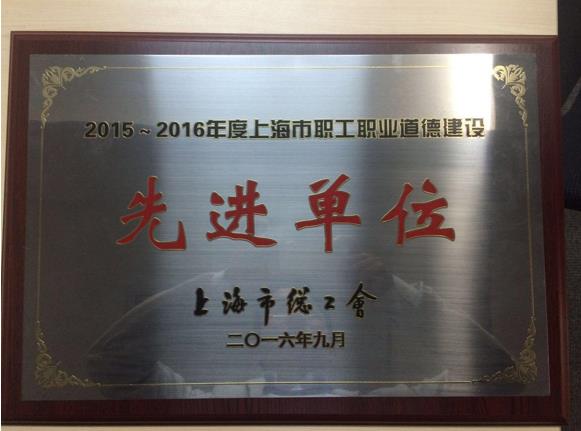 2015~2016年度上海市职工职业道德建设
先进单位
上海市总工會
二〇一六年九月